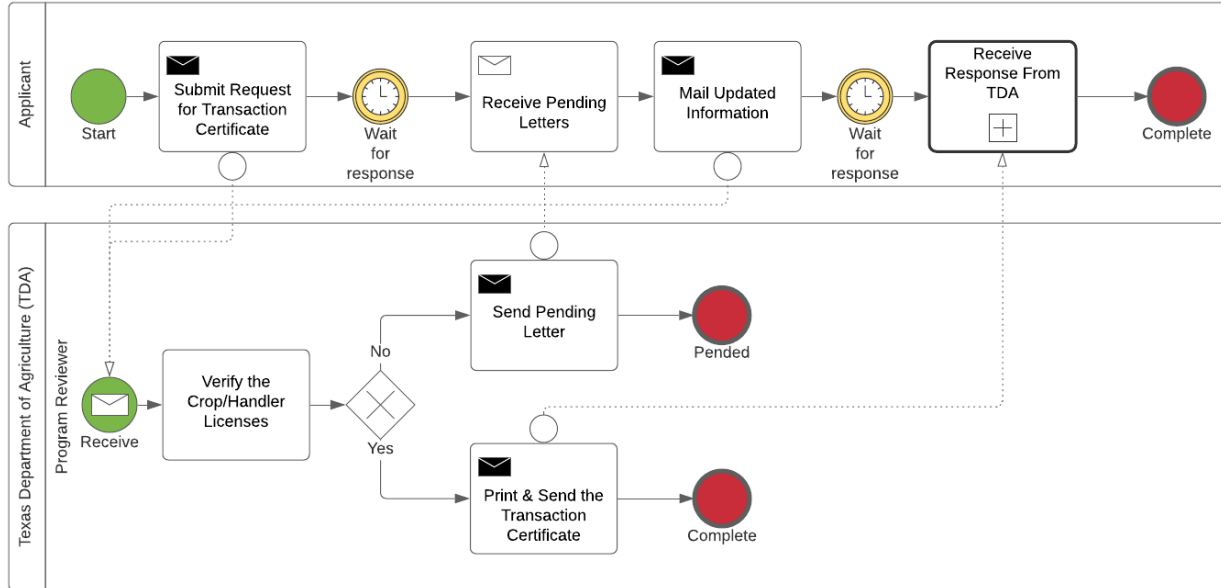 Applicant
Start
Submit Request
for Transaction
Certificate
Wait
for
response
Receive Pending
Letters
Mail Updated
Information
Wait
for
response
Receive
Response From
TDA
Complete
Texas Department of Agriculture (TDA)
Program Reviewer
Receive
Verify the
Crop/Handler
Licenses
No
Yes
Send Pending
Letter
Pended
Print & Send the
Transaction
Certificate
Complete